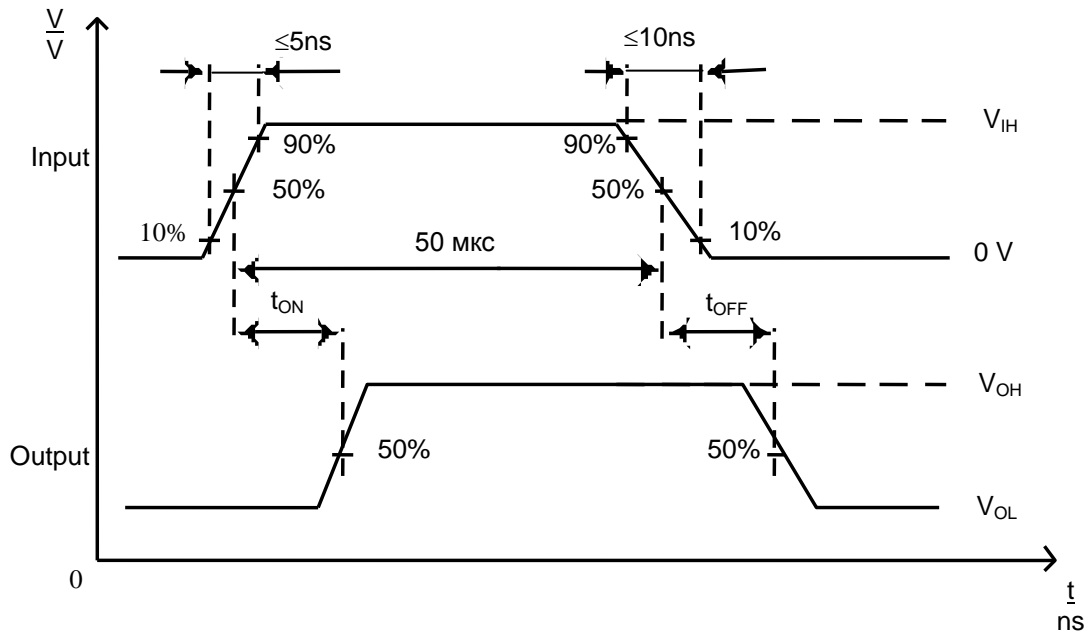 V
V
≤5ns
≤10ns
V_IH
Input
90%
90%
50%
50%
10%
10%
50 мкс
0 V
t_ON
t_OFF
V_OH
Output
50%
50%
V_OL
0
t
ns